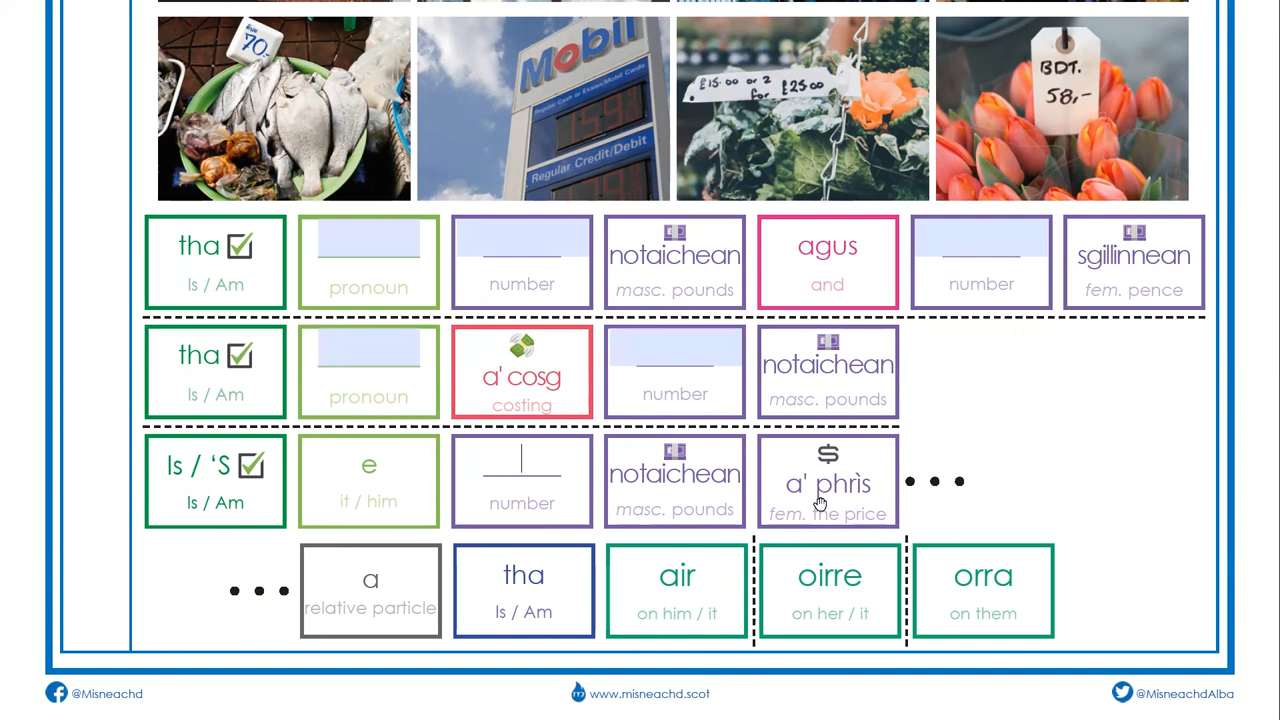 70.
Mobil
Regular Cash or Exxon/Mobil Cards
Regular Credit/Debit
£15.00 or 2
for £25.00
BDT.
58,-
tha
Is / Am
pronoun
number
notaichean
masc. pounds
agus
and
number
sgillinnean
fem. pence
tha
Is / Am
pronoun
a' cosg
costing
number
notaichean
masc. pounds
Is / ‘S
Is / Am
e
it / him
number
notaichean
masc. pounds
a' phrìs
fem. the price
a
relative particle
tha
Is / Am
air
on him / it
oirre
on her / it
orra
on them
@Misneachd
www.misneachd.scot
@MisneachdAlba